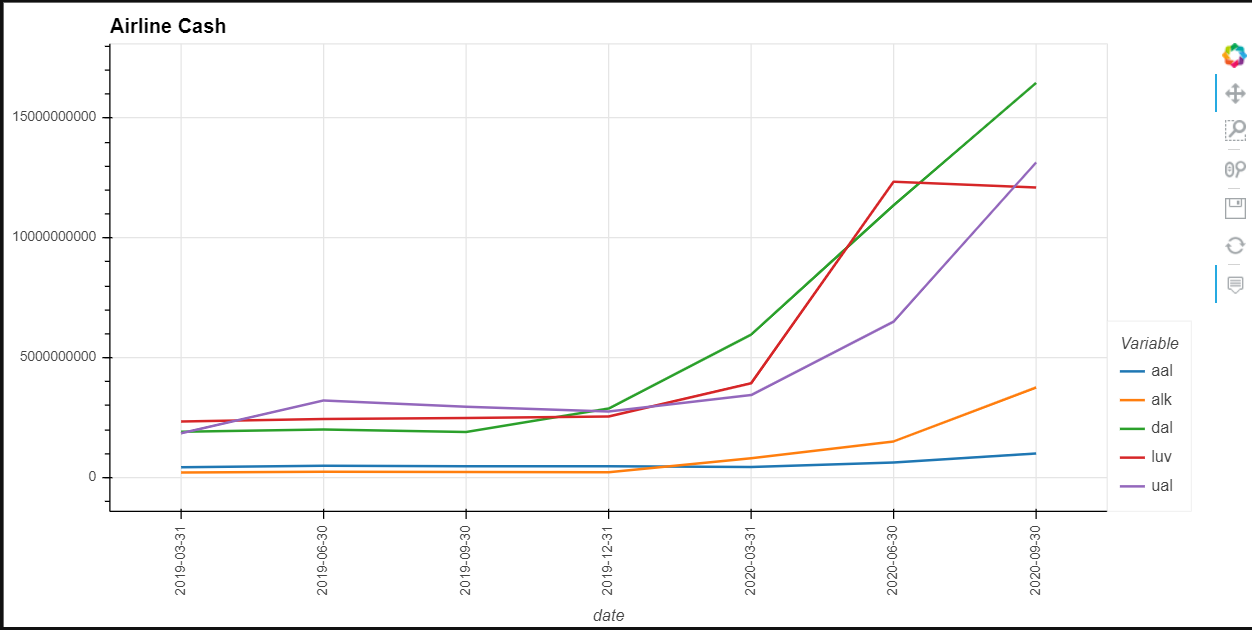 Airline Cash
15000000000
10000000000
5000000000
0
2019-03-31
2019-06-30
2019-09-30
2019-12-31
2020-03-31
2020-06-30
2020-09-30
date
Variable
aal
alk
dal
luv
ual